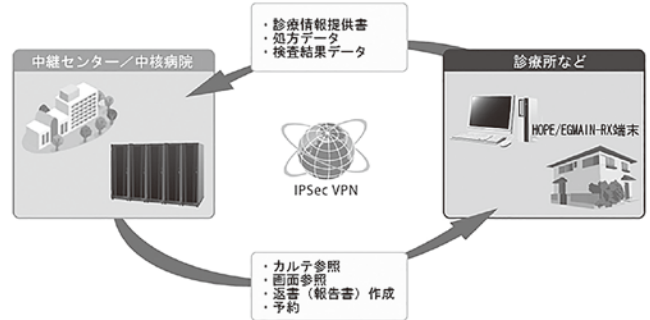 ・診療情報提供書
・処方データ
・検査結果データ
中継センター／中核病院
診療所など
HOPE/EGMAIN-RX端末
IPSec VPN
・カルテ参照
・画面参照
・返書（報告書）作成
・予約